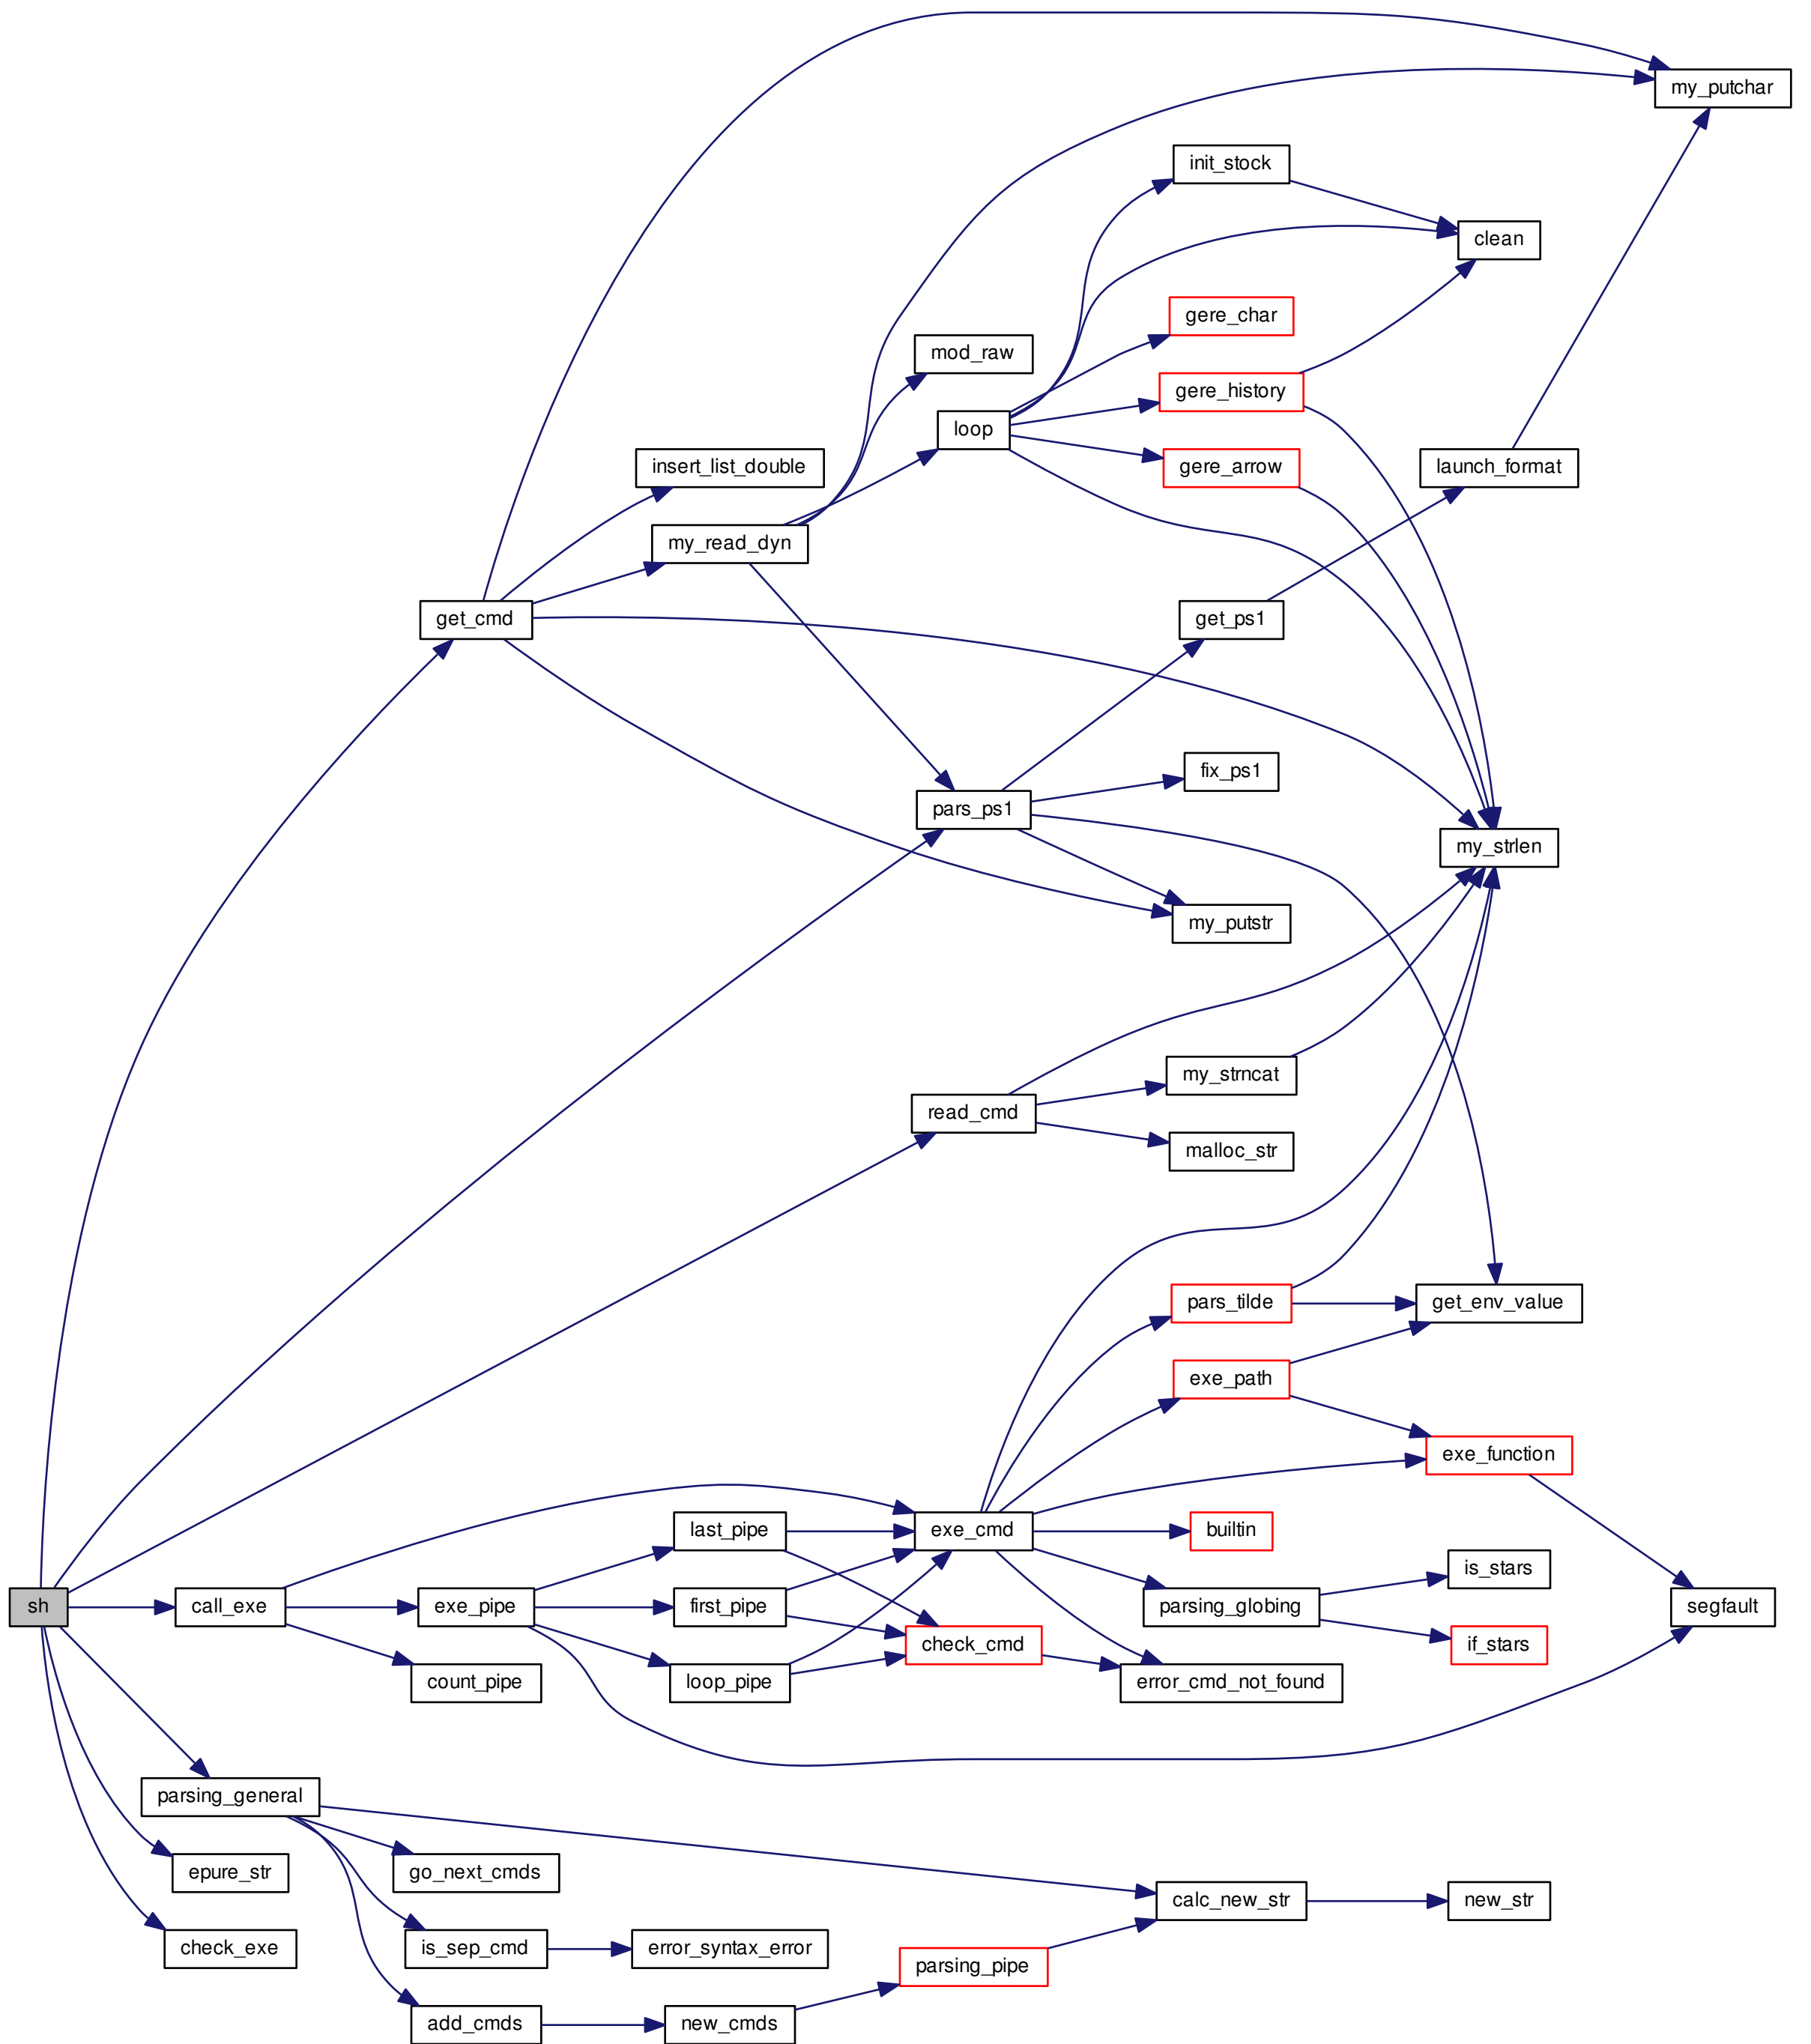 my_putchar
init_stock
clean
gere_char
mod_raw
gere_history
loop
insert_list_double
gere_arrow
launch_format
my_read_dyn
get_cmd
get_ps1
fix_ps1
pars_ps1
my_strlen
my_putstr
my_strncat
read_cmd
malloc_str
pars_tilde
get_env_value
exe_path
exe_function
last_pipe
exe_cmd
builtin
is_stars
sh
call_exe
exe_pipe
first_pipe
parsing_globing
segfault
check_cmd
if_stars
count_pipe
loop_pipe
error_cmd_not_found
parsing_general
epure_str
go_next_cmds
calc_new_str
new_str
check_exe
is_sep_cmd
error_syntax_error
parsing_pipe
add_cmds
new_cmds